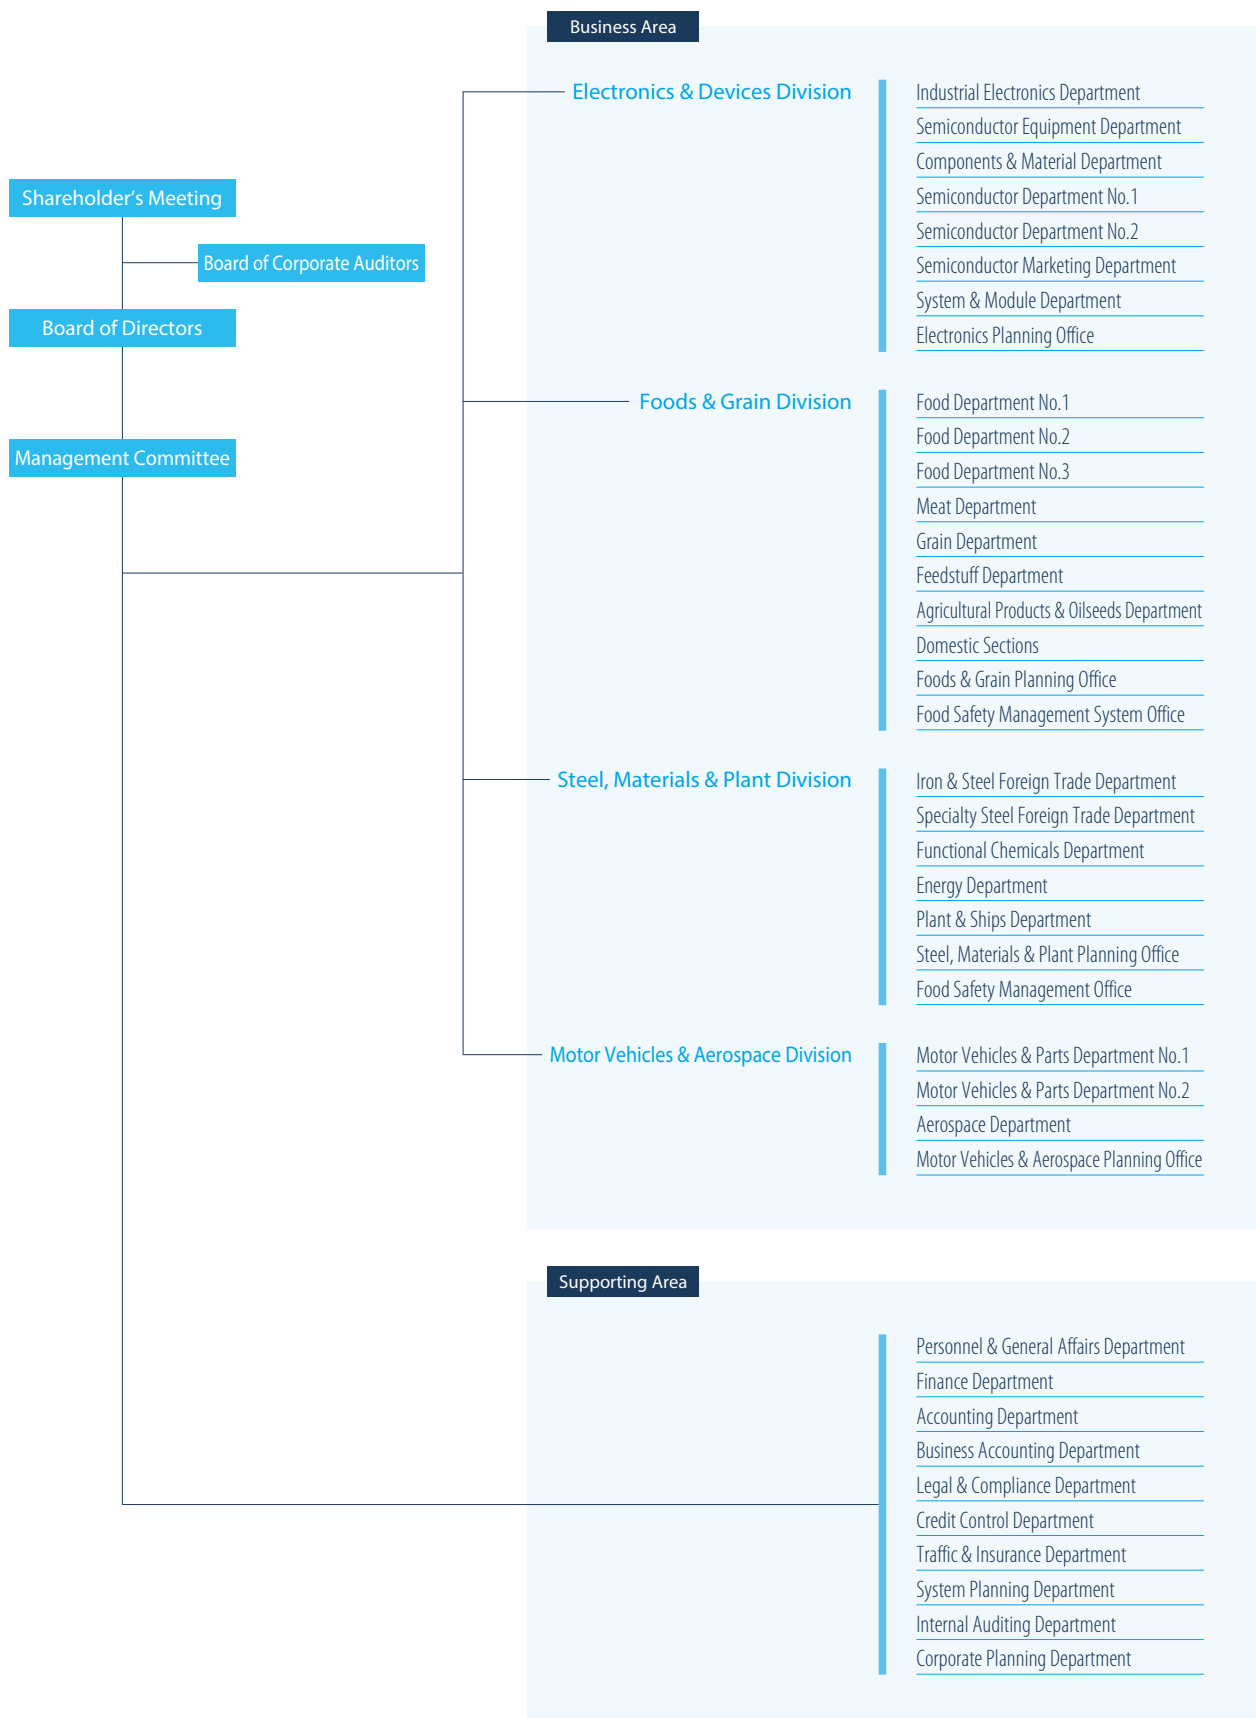 Business Area
Shareholder's Meeting
Board of Corporate Auditors
Board of Directors
Management Committee
Electronics & Devices Division
Industrial Electronics Department
Semiconductor Equipment Department
Components & Material Department
Semiconductor Department No.1
Semiconductor Department No.2
Semiconductor Marketing Department
System & Module Department
Electronics Planning Office
Foods & Grain Division
Food Department No.1
Food Department No.2
Food Department No.3
Meat Department
Grain Department
Feedstuff Department
Agricultural Products & Oilseeds Department
Domestic Sections
Foods & Grain Planning Office
Food Safety Management System Office
Steel, Materials & Plant Division
Iron & Steel Foreign Trade Department
Specialty Steel Foreign Trade Department
Functional Chemicals Department
Energy Department
Plant & Ships Department
Steel, Materials & Plant Planning Office
Food Safety Management Office
Motor Vehicles & Aerospace Division
Motor Vehicles & Parts Department No.1
Motor Vehicles & Parts Department No.2
Aerospace Department
Motor Vehicles & Aerospace Planning Office
Supporting Area
Personnel & General Affairs Department
Finance Department
Accounting Department
Business Accounting Department
Legal & Compliance Department
Credit Control Department
Traffic & Insurance Department
System Planning Department
Internal Auditing Department
Corporate Planning Department